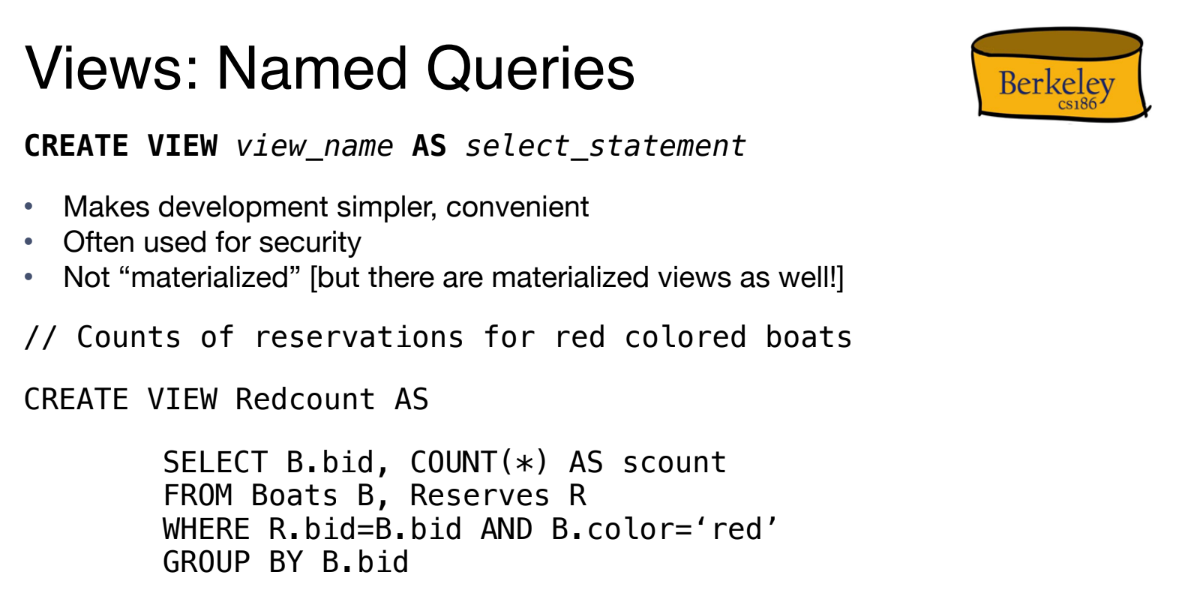 Views: Named Queries
Berkeley
cs186
CREATE VIEW view_name AS select_statement
• Makes development simpler, convenient
• Often used for security
• Not “materialized” [but there are materialized views as well!]
// Counts of reservations for red colored boats
CREATE VIEW Redcount AS
SELECT B.bid, COUNT(*) AS scount
FROM Boats B, Reserves R
WHERE R.bid=B.bid AND B.color=‘red’
GROUP BY B.bid